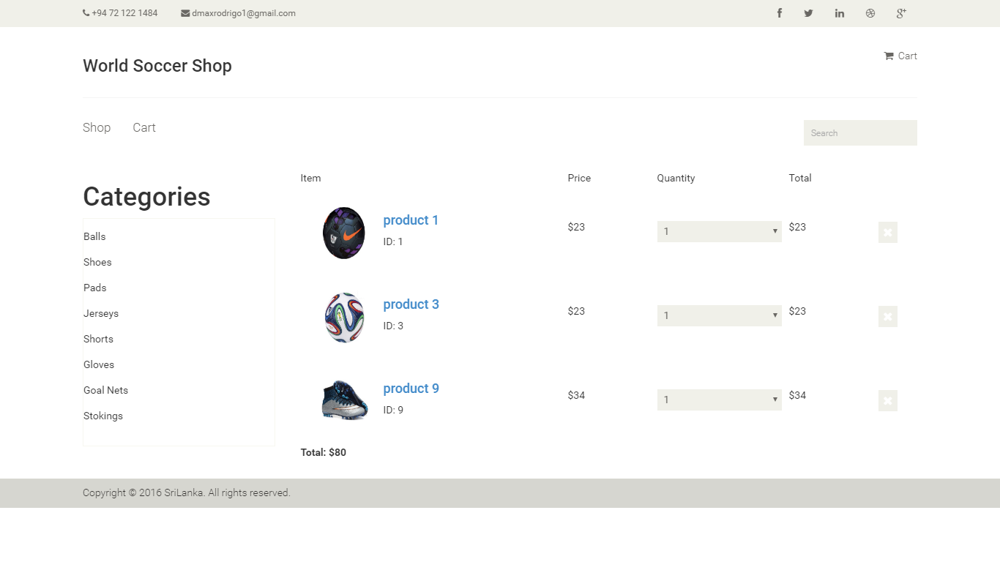 +94 72 122 1484 dmaxrodrigo1@gmail.com
World Soccer Shop
Cart
Shop Cart
Search
Categories
Balls
Shoes
Pads
Jerseys
Shorts
Gloves
Goal Nets
Stokings
Item Price Quantity Total
product 1
ID: 1
$23 1 $23
product 3
ID: 3
$23 1 $23
product 9
ID: 9
$34 1 $34
Total: $80
Copyright © 2016 SriLanka. All rights reserved.